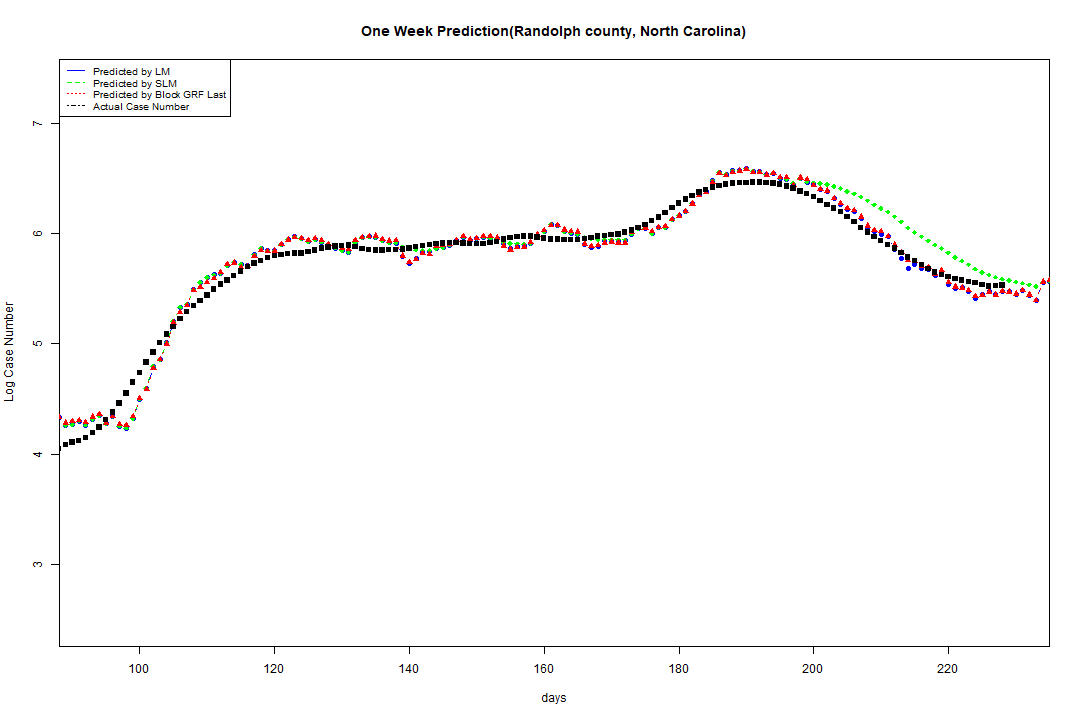 One Week Prediction(Randolph county, North Carolina)
Predicted by LM
Predicted by SLM
Predicted by Block GRF Last
Actual Case Number
7
6
5
4
3
Log Case Number
100 120 140 160 180 200 220
days